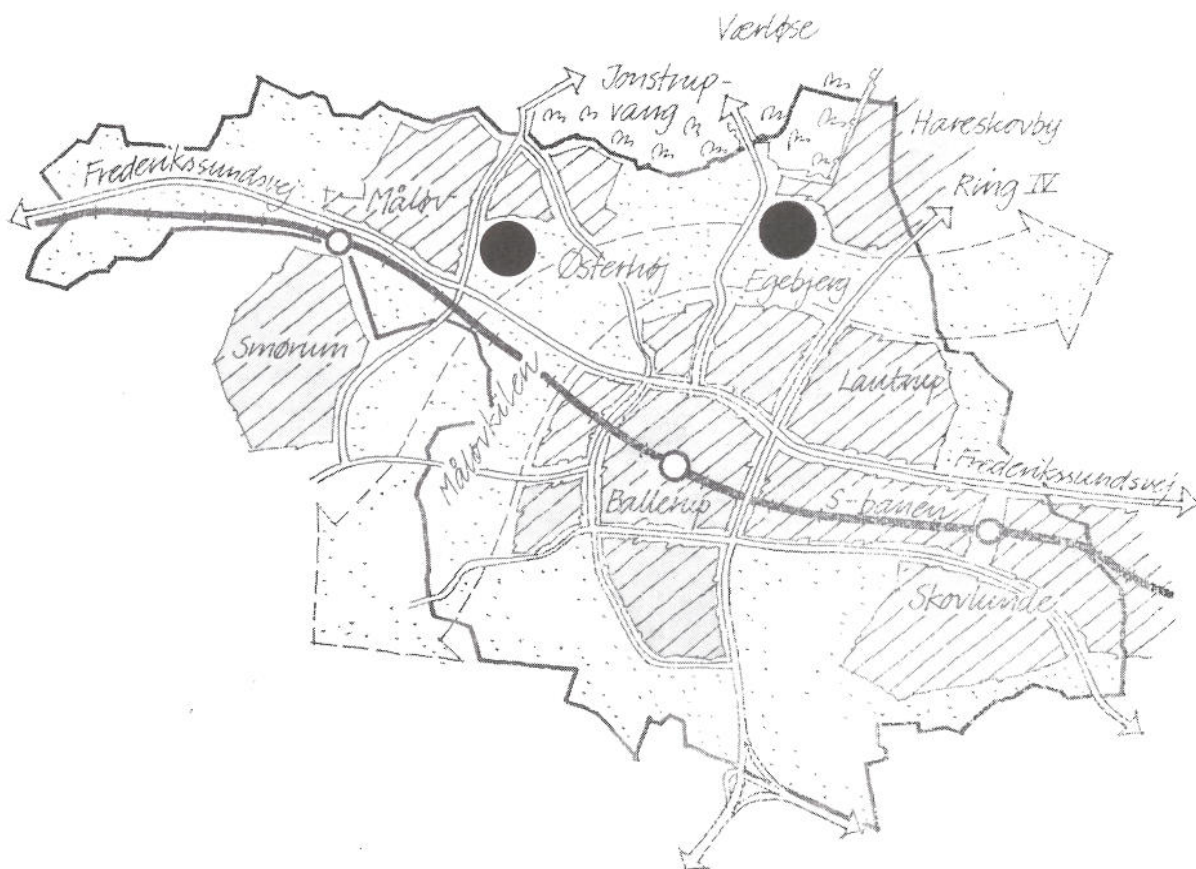 Værløse
Jonstrup-
vang
Hareskovby
Frederikssundsvej
Måløv
Ring IV
Østerhøj
Egebjerg
Smørum
Lautrup
Måløvkilen
Frederikssundsvej
Ballerup
S-banen
Skovlunde